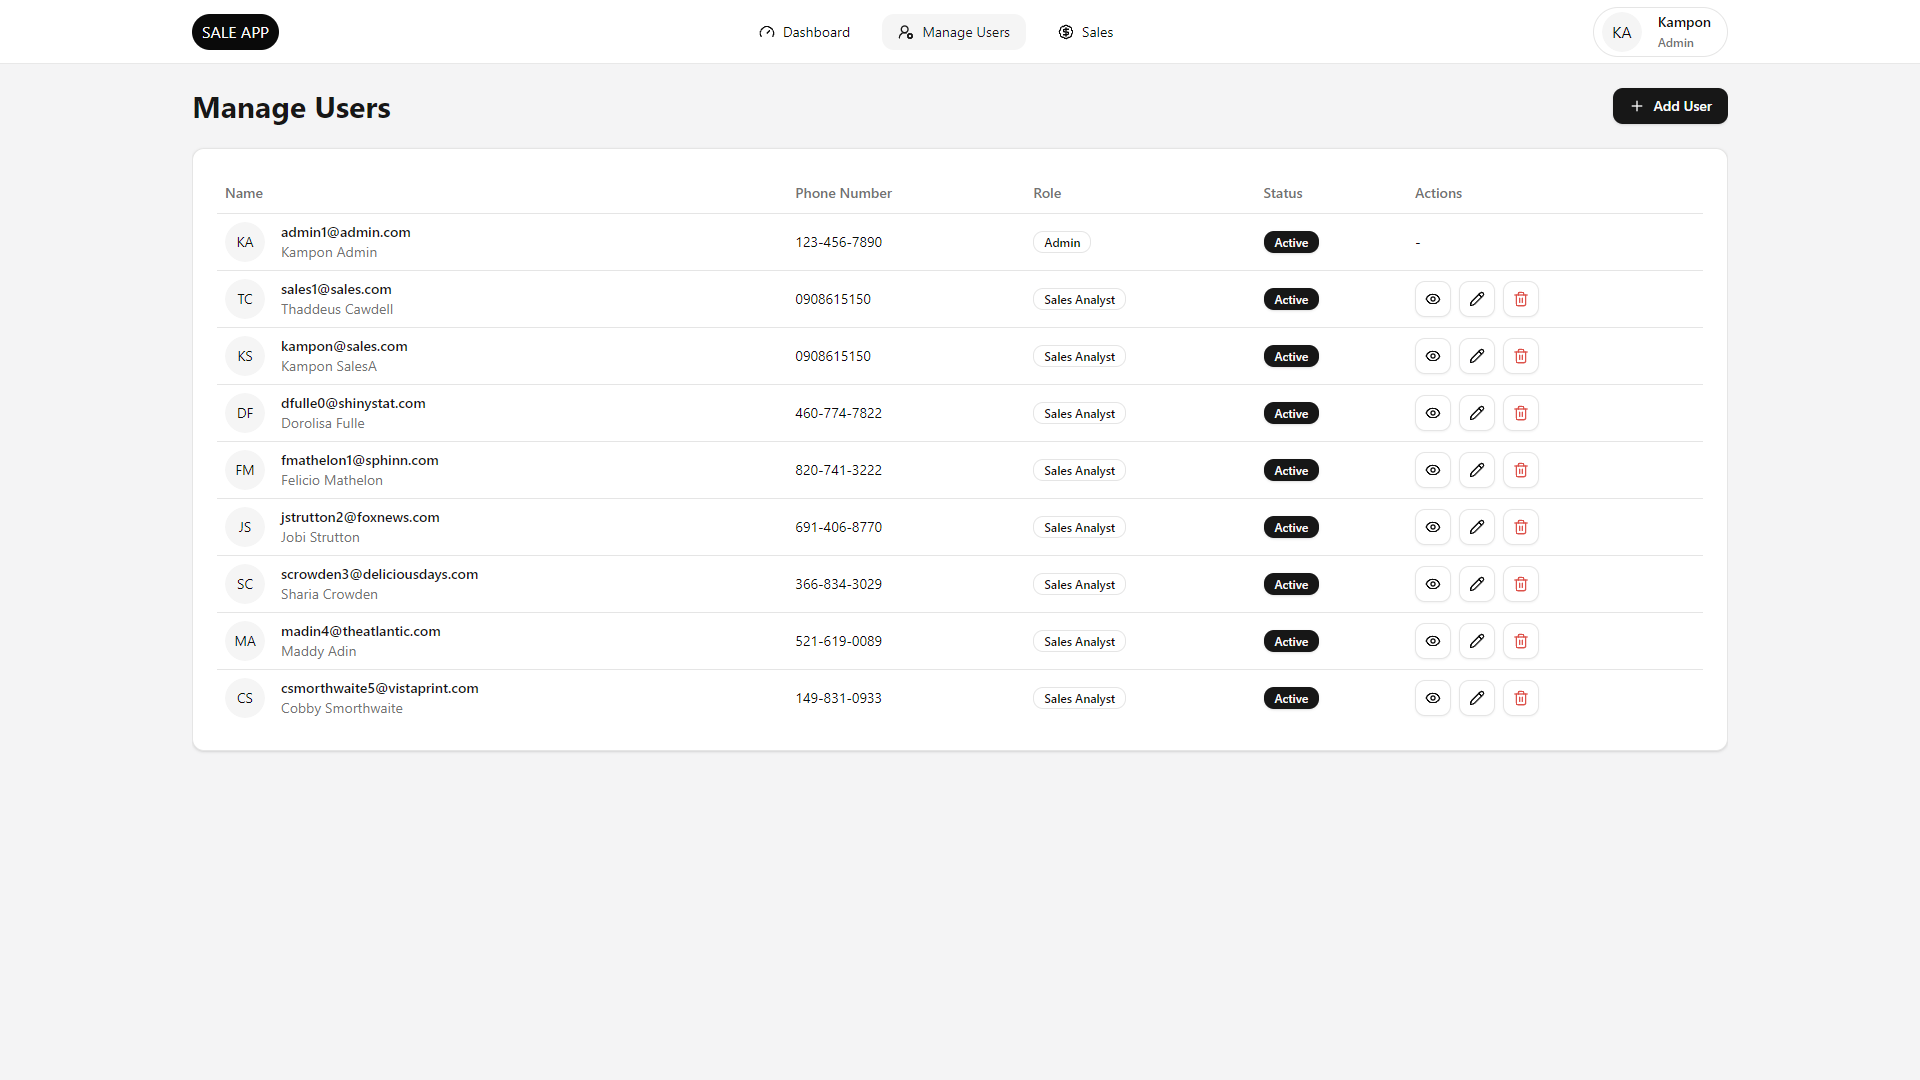 SALE APP
Dashboard
Manage Users
Sales
KA
Kampon
Admin
Manage Users
Add User
Name Phone Number Role Status Actions
KA
admin1@admin.com
Kampon Admin
123-456-7890
Admin
Active
-
TC
sales1@sales.com
Thaddeus Cawdell
0908615150
Sales Analyst
Active
KS
kampon@sales.com
Kampon SalesA
0908615150
Sales Analyst
Active
DF
dfulle0@shinystat.com
Dorolisa Fulle
460-774-7822
Sales Analyst
Active
FM
fmathelon1@sphinn.com
Felicio Mathelon
820-741-3222
Sales Analyst
Active
JS
jstrutton2@foxnews.com
Jobi Strutton
691-406-8770
Sales Analyst
Active
SC
scrowden3@deliciousdays.com
Sharia Crowden
366-834-3029
Sales Analyst
Active
MA
madin4@theatlantic.com
Maddy Adin
521-619-0089
Sales Analyst
Active
CS
csmorthwaite5@vistaprint.com
Cobby Smorthwaite
149-831-0933
Sales Analyst
Active